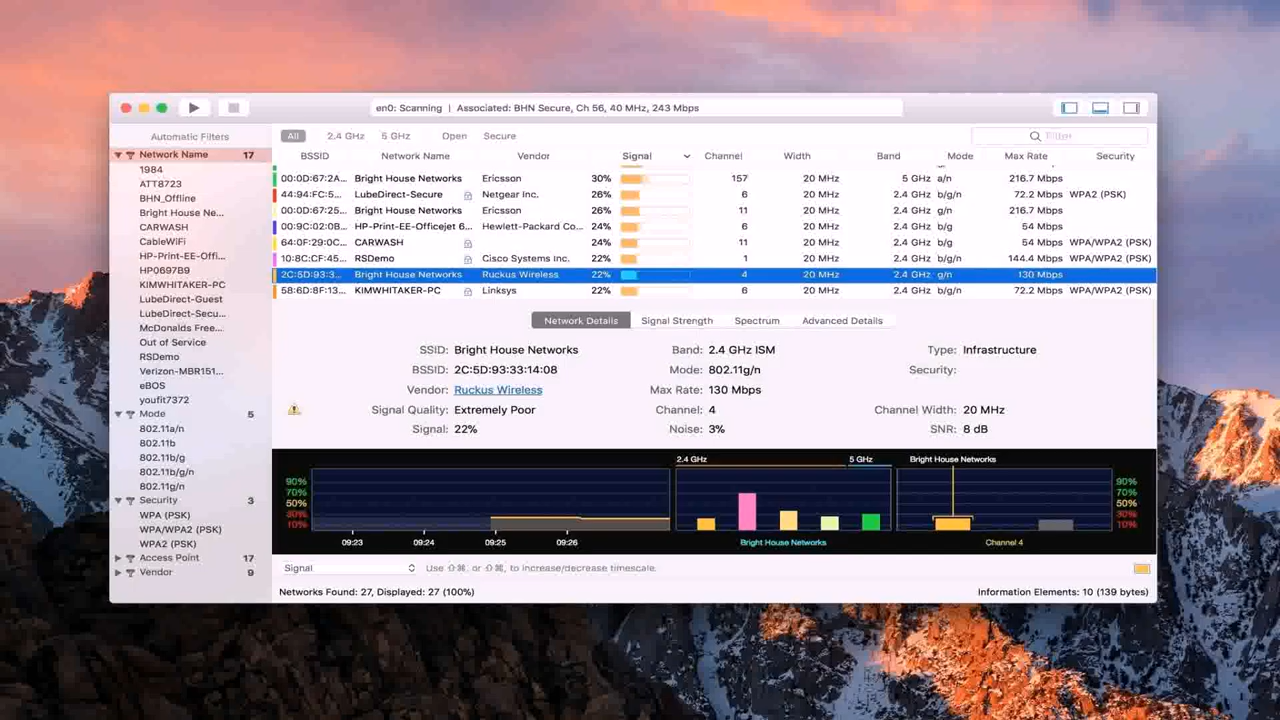 en0: Scanning | Associated: BHN Secure, Ch 56, 40 MHz, 243 Mbps
Automatic Filters
All 2.4 GHz 5 GHz Open Secure Filter
BSSID Network Name Vendor Signal Channel Width Band Mode Max Rate Security
00:0D:67:2A... Bright House Networks Ericsson 30% 157 20 MHz 5 GHz a/n 216.7 Mbps
44:94:FC:5... LubeDirect-Secure Netgear Inc. 26% 6 20 MHz 2.4 GHz b/g/n 72.2 Mbps WPA2 (PSK)
00:0D:67:25... Bright House Networks Ericsson 26% 11 20 MHz 2.4 GHz g/n 216.7 Mbps
00:9C:02:0B... HP-Print-EE-Officejet 6... Hewlett-Packard Co... 24% 6 20 MHz 2.4 GHz b/g 54 Mbps
64:0F:29:0C... CARWASH 24% 11 20 MHz 2.4 GHz b/g 54 Mbps WPA/WPA2 (PSK)
10:8C:CF:45... RSDemo Cisco Systems Inc. 22% 1 20 MHz 2.4 GHz b/g/n 144.4 Mbps WPA/WPA2 (PSK)
2C:5D:93:3... Bright House Networks Ruckus Wireless 22% 4 20 MHz 2.4 GHz g/n 130 Mbps
58:6D:8F:13... KIMWHITAKER-PC Linksys 22% 6 20 MHz 2.4 GHz b/g/n 72.2 Mbps WPA/WPA2 (PSK)
Network Name 17
1984
ATT8723
BHN_Offline
Bright House Ne...
CARWASH
CableWiFi
HP-Print-EE-Offi...
HP0697B9
KIMWHITAKER-PC
LubeDirect-Guest
LubeDirect-Secu...
McDonalds Free...
Out of Service
RSDemo
Verizon-MBR151...
eBOS
youfit7372
Mode 5
802.11a/n
802.11b
802.11b/g
802.11b/g/n
802.11g/n
Security 3
WPA (PSK)
WPA/WPA2 (PSK)
WPA2 (PSK)
Access Point 17
Vendor 9
Network Details Signal Strength Spectrum Advanced Details
SSID: Bright House Networks Band: 2.4 GHz ISM Type: Infrastructure
BSSID: 2C:5D:93:33:14:08 Mode: 802.11g/n Security:
Vendor: Ruckus Wireless Max Rate: 130 Mbps
Signal Quality: Extremely Poor Channel: 4 Channel Width: 20 MHz
Signal: 22% Noise: 3% SNR: 8 dB
2.4 GHz 5 GHz Bright House Networks
90% 90%
70% 70%
50% 50%
30% 30%
10% 10%
09:23 09:24 09:25 09:26 Bright House Networks Channel 4
Signal Use ⇧⌘, or ⇧⌘, to increase/decrease timescale.
Networks Found: 27, Displayed: 27 (100%) Information Elements: 10 (139 bytes)